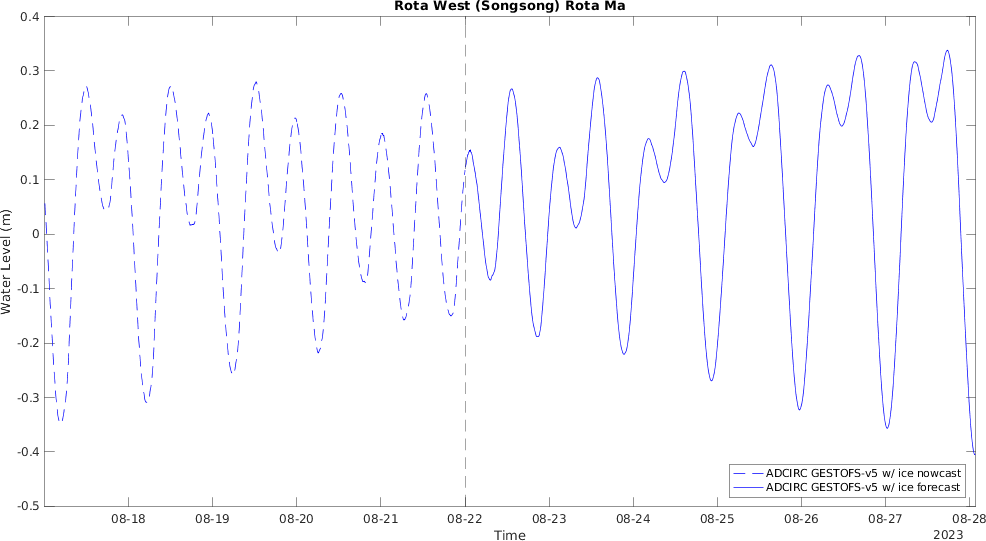 Rota West (Songsong) Rota Ma
0.4
0.3
0.2
0.1
0
-0.1
-0.2
-0.3
-0.4
-0.5
Water Level (m)
ADCIRC GESTOFS-v5 w/ ice nowcast
ADCIRC GESTOFS-v5 w/ ice forecast
08-18 08-19 08-20 08-21 08-22 08-23 08-24 08-25 08-26 08-27 08-28
Time
2023